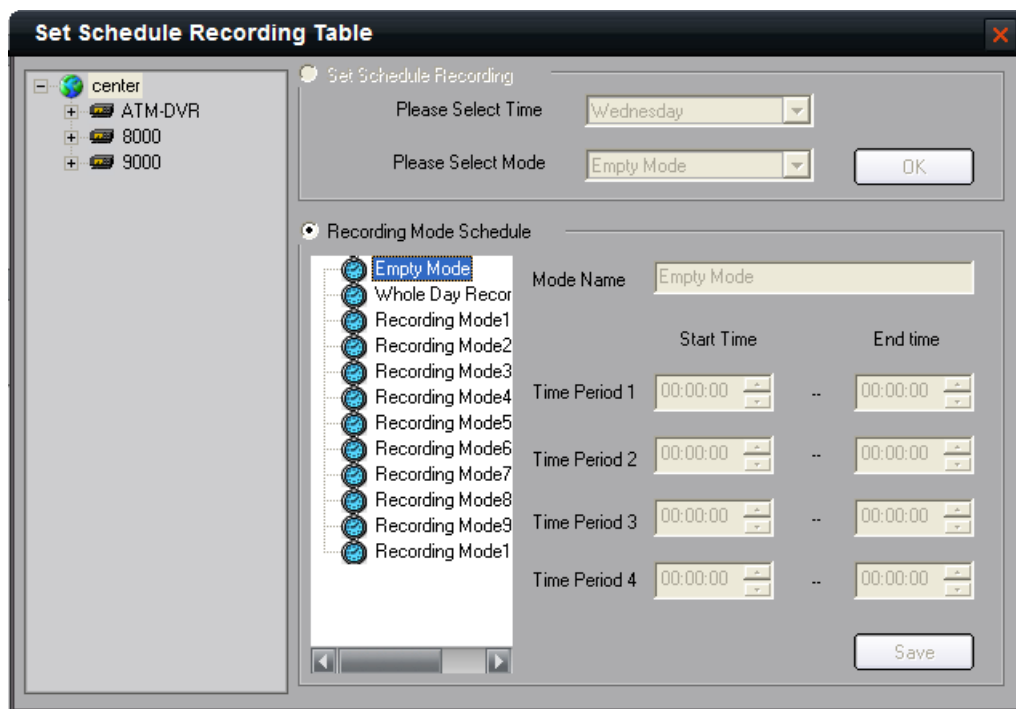 Set Schedule Recording Table
center
ATM-DVR
8000
9000
Set Schedule Recording
Please Select Time Wednesday
Please Select Mode Empty Mode OK
Recording Mode Schedule
Empty Mode
Whole Day Recor
Recording Mode1
Recording Mode2
Recording Mode3
Recording Mode4
Recording Mode5
Recording Mode6
Recording Mode7
Recording Mode8
Recording Mode9
Recording Mode1
Mode Name Empty Mode
Start Time End time
Time Period 1 00:00:00 -- 00:00:00
Time Period 2 00:00:00 -- 00:00:00
Time Period 3 00:00:00 -- 00:00:00
Time Period 4 00:00:00 -- 00:00:00
Save